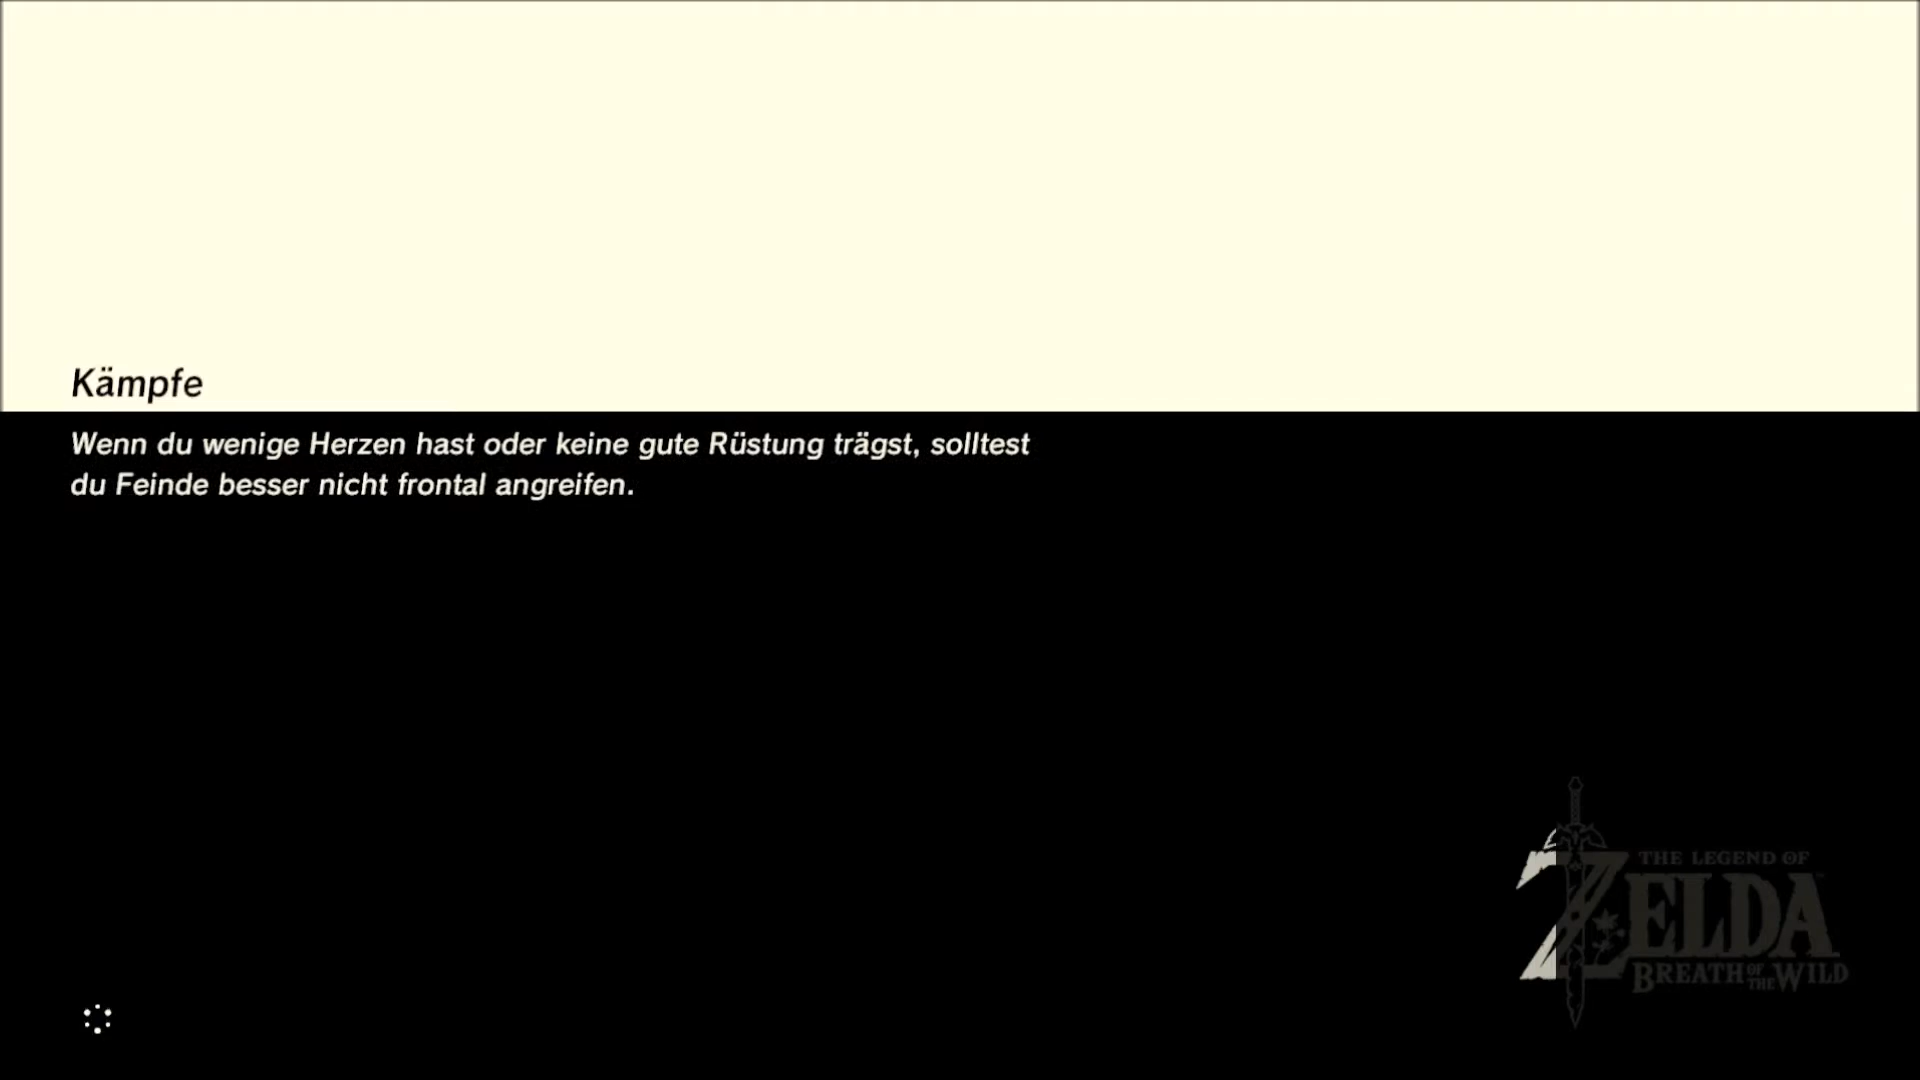 Kämpfe
Wenn du wenige Herzen hast oder keine gute Rüstung trägst, solltest
du Feinde besser nicht frontal angreifen.
THE LEGEND OF
ZELDA
BREATH OF THE WILD